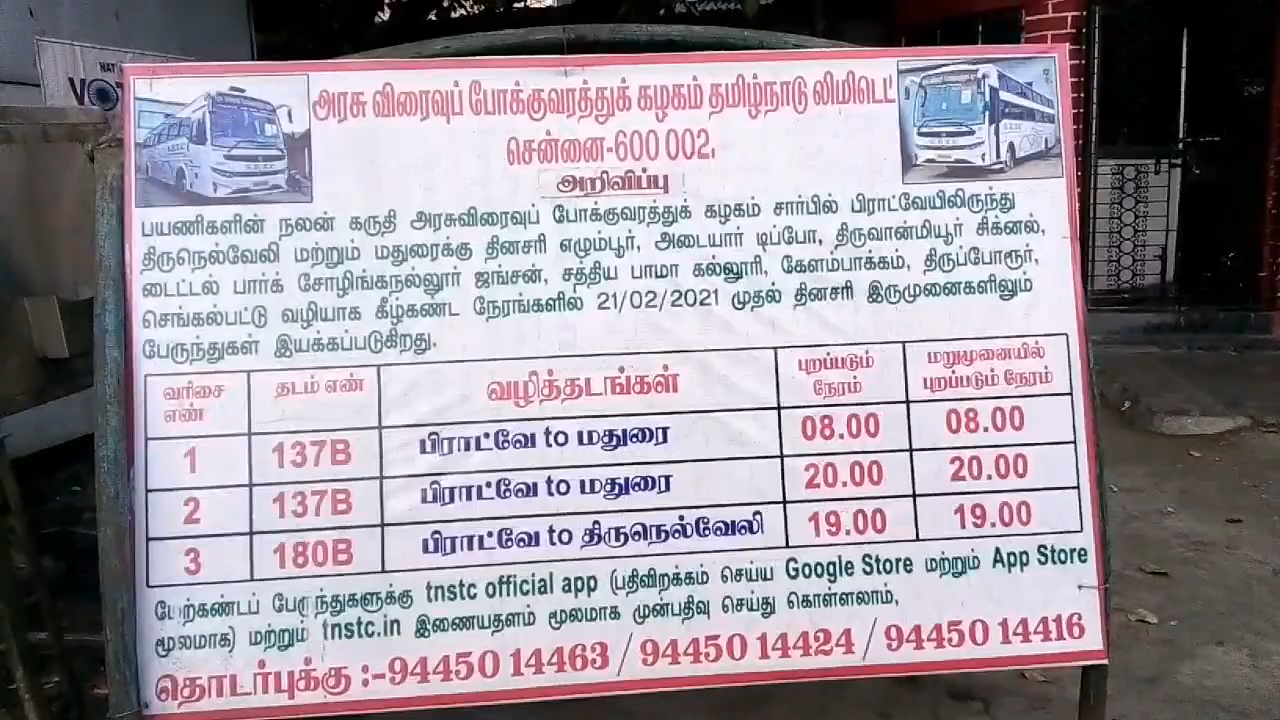 NAT
VOT
அரசு விரைவுப் போக்குவரத்துக் கழகம் தமிழ்நாடு லிமிடெட்
சென்னை-600 002.
அறிவிப்பு
பயணிகளின் நலன் கருதி அரசுவிரைவுப் போக்குவரத்துக் கழகம் சார்பில் பிராட்வேயிலிருந்து
திருநெல்வேலி மற்றும் மதுரைக்கு தினசரி எழும்பூர், அடையார் டிப்போ, திருவான்மியூர் சிக்னல்,
டைட்டல் பார்க் சோழிங்கநல்லூர் ஜங்சன், சத்திய பாமா கல்லூரி, கேளம்பாக்கம், திருப்போரூர்,
செங்கல்பட்டு வழியாக கீழ்கண்ட நேரங்களில் 21/02/2021 முதல் தினசரி இருமுனைகளிலும்
பேருந்துகள் இயக்கப்படுகிறது.
வரிசை எண் தடம் எண் வழித்தடங்கள் புறப்படும் நேரம் மறுமுனையில் புறப்படும் நேரம்
1 137B பிராட்வே to மதுரை 08.00 08.00
2 137B பிராட்வே to மதுரை 20.00 20.00
3 180B பிராட்வே to திருநெல்வேலி 19.00 19.00
மேற்கண்டப் பேருந்துகளுக்கு tnstc official app (பதிவிறக்கம் செய்ய Google Store மற்றும் App Store
மூலமாக) மற்றும் tnstc.in இணையதளம் மூலமாக முன்பதிவு செய்து கொள்ளலாம்,
தொடர்புக்கு :-94450 14463 / 94450 14424 / 94450 14416